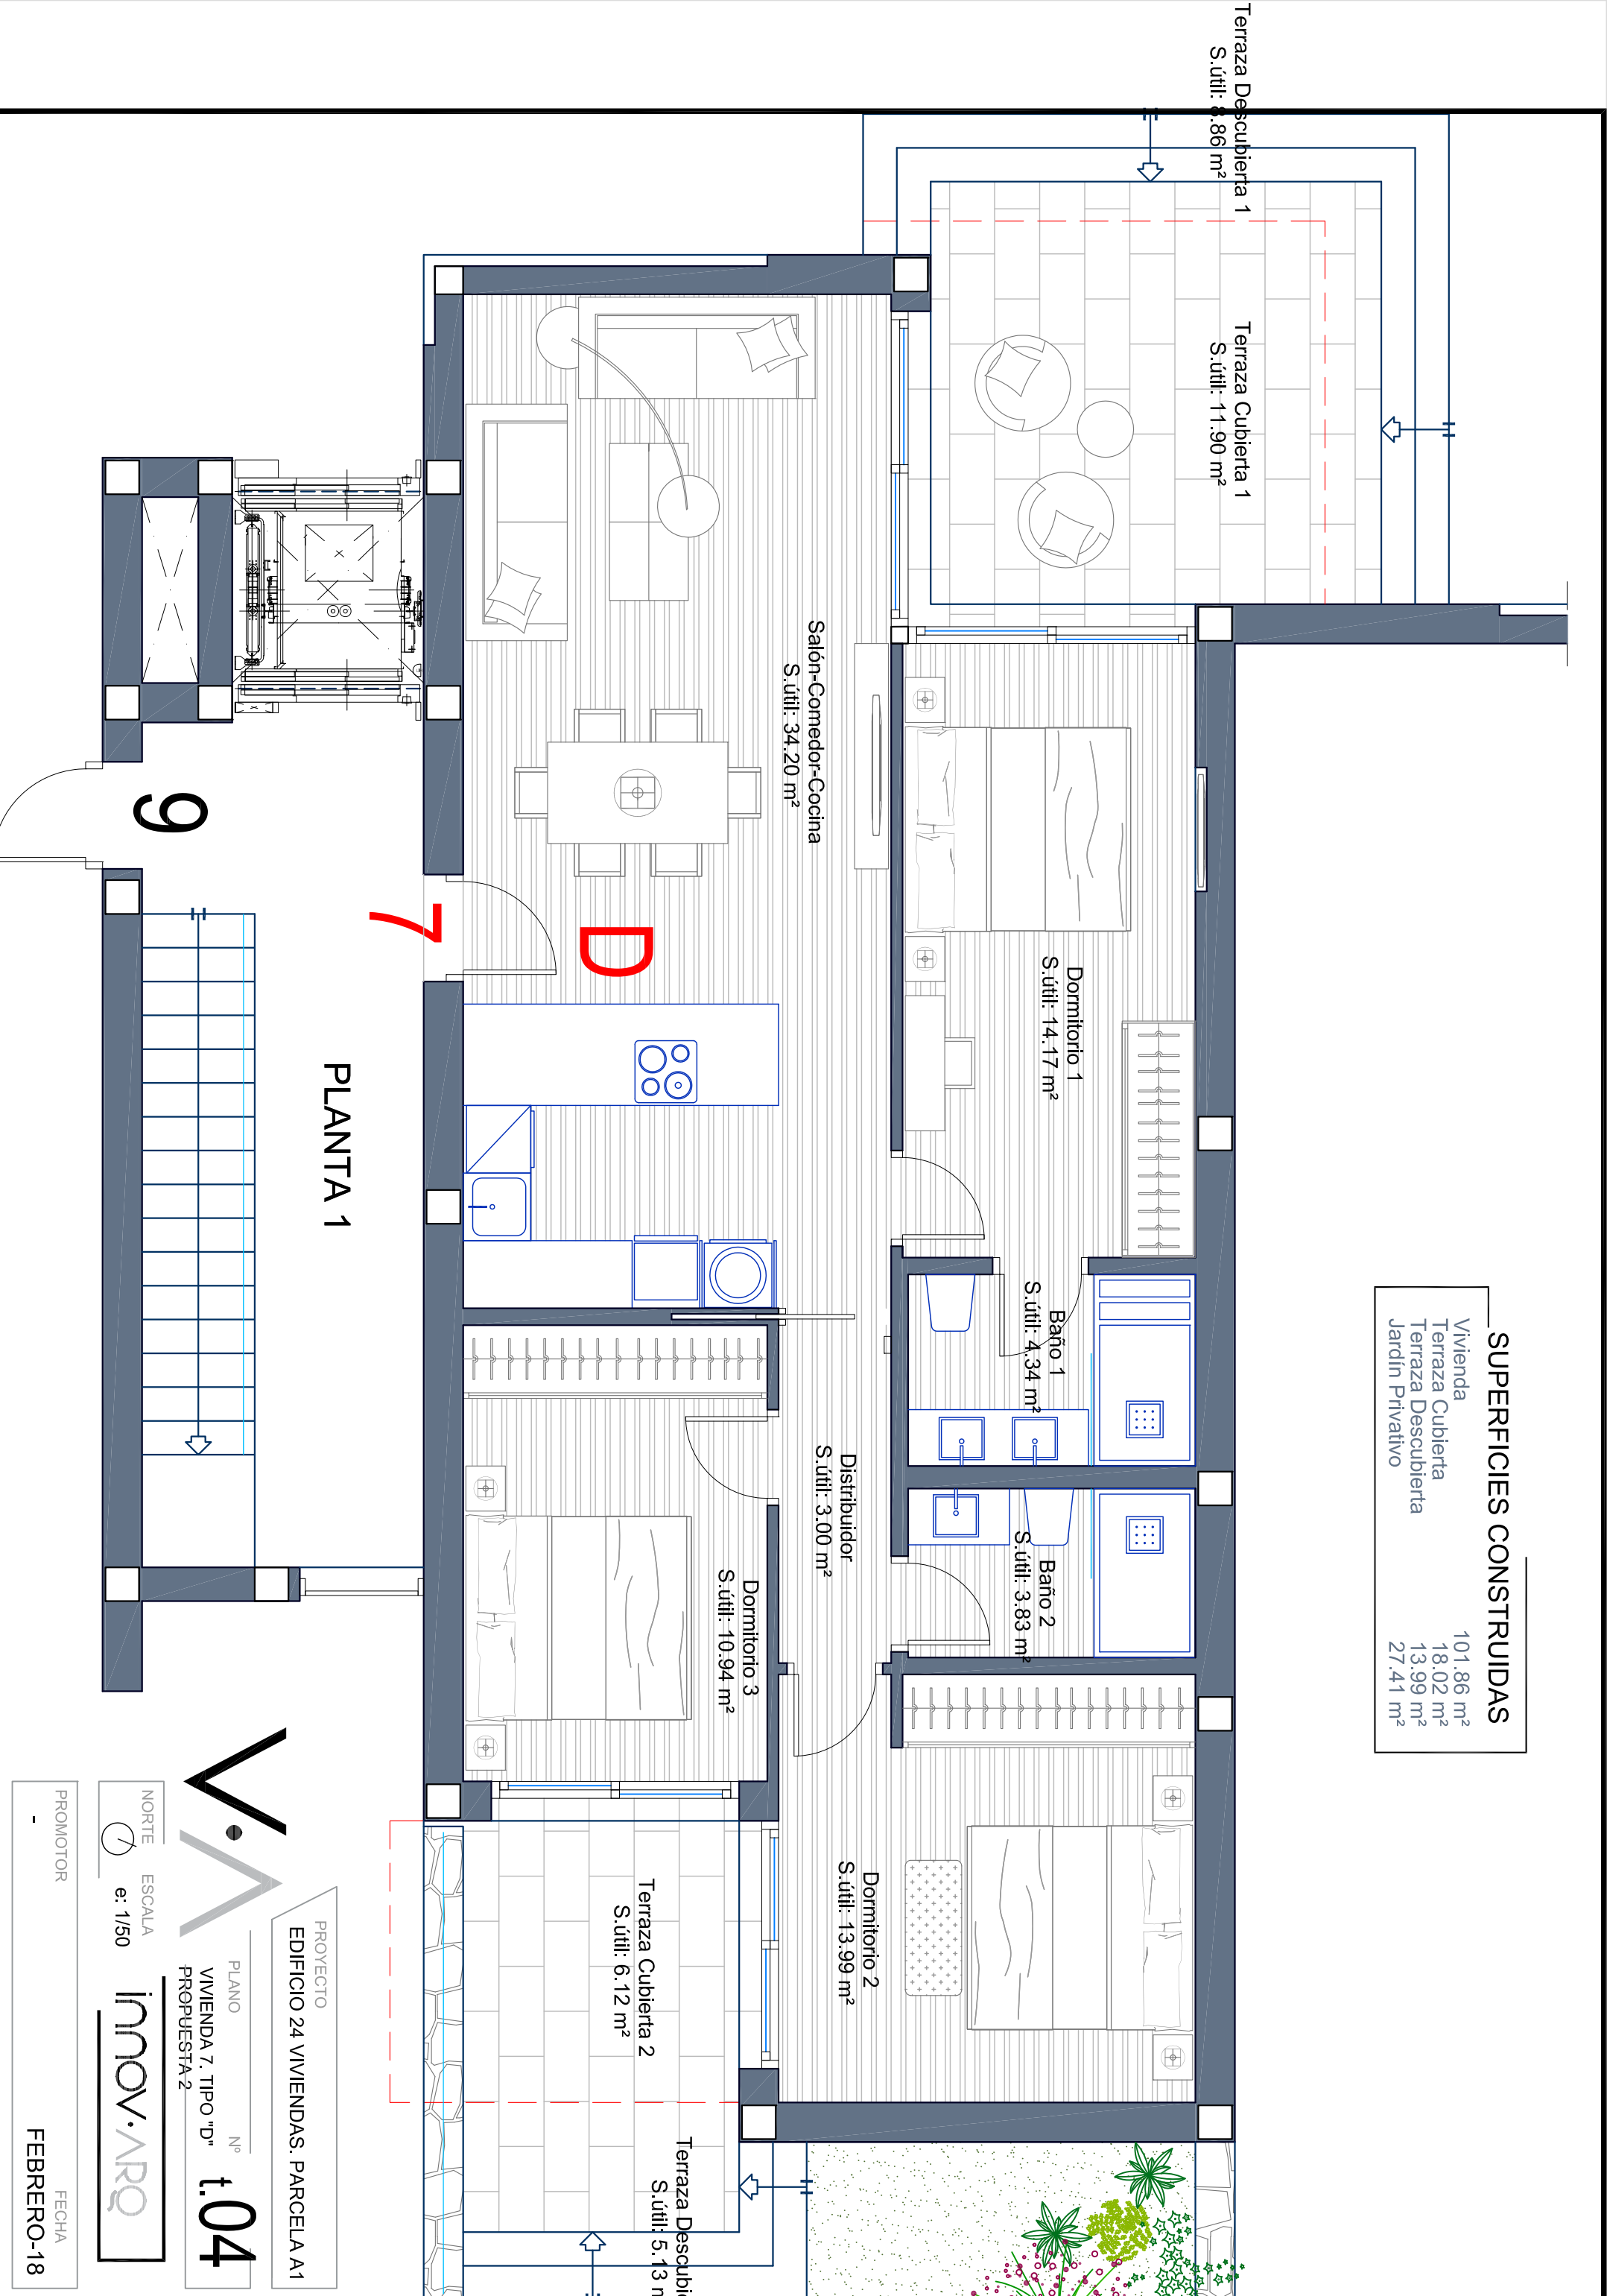 Terraza Descubierta 1
S.útil: 8.86 m²
Terraza Cubierta 1
S.útil: 11.90 m²
Salón-Comedor-Cocina
S.útil: 34.20 m²
Dormitorio 1
S.útil: 14.17 m²
Baño 1
S.útil: 4.34 m²
Baño 2
S.útil: 3.83 m²
Distribuidor
S.útil: 3.00 m²
Dormitorio 3
S.útil: 10.94 m²
Dormitorio 2
S.útil: 13.99 m²
Terraza Cubierta 2
S.útil: 6.12 m²
Terraza Descubi
S.útil: 5.13 m
9
7
D
PLANTA 1
SUPERFICIES CONSTRUIDAS
Vivienda 101.86 m²
Terraza Cubierta 18.02 m²
Terraza Descubierta 13.99 m²
Jardín Privativo 27.41 m²
PROYECTO
EDIFICIO 24 VIVIENDAS. PARCELA A1
PLANO
VIVIENDA 7. TIPO "D"
PROPUESTA 2
Nº
t.04
NORTE
ESCALA
e: 1/50
innov.ARQ
PROMOTOR
-
FECHA
FEBRERO-18